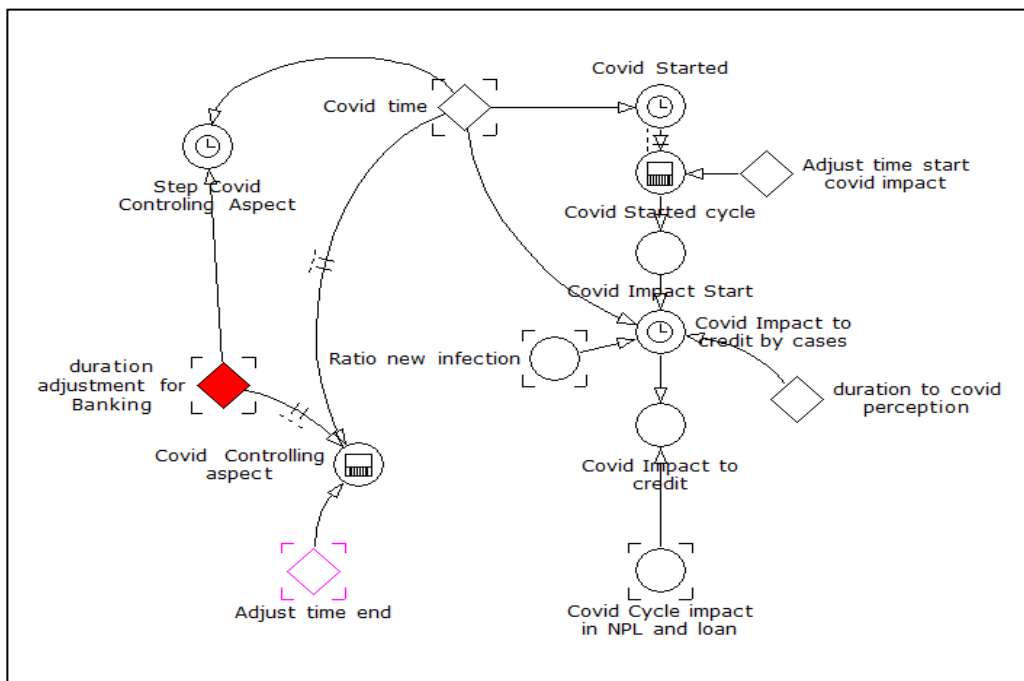 Covid Started
Covid time
Adjust time start
covid impact
Step Covid
Controling Aspect
Covid Started cycle
Covid Impact Start
Covid Impact to
credit by cases
Ratio new infection
duration
adjustment for
Banking
duration to covid
perception
Covid Controlling
aspect
Covid Impact to
credit
Adjust time end
Covid Cycle impact
in NPL and loan